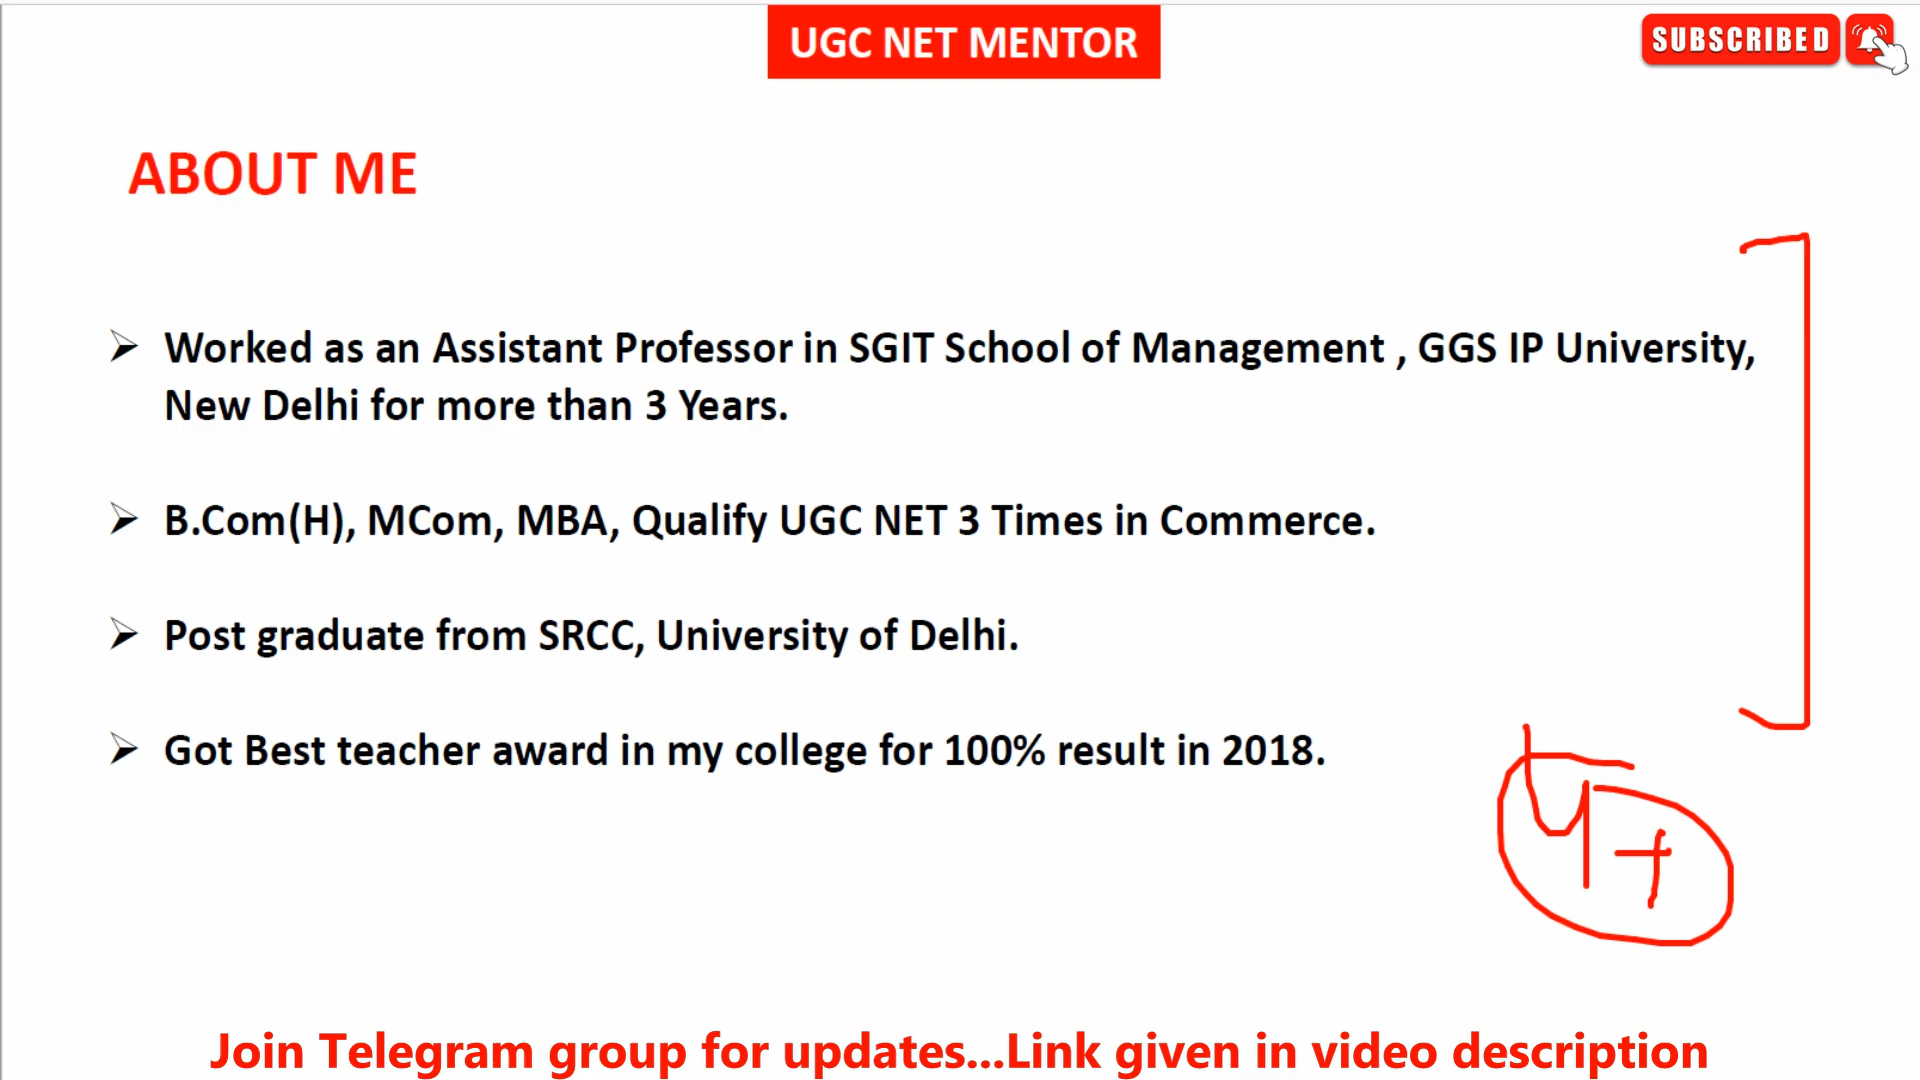 UGC NET MENTOR
SUBSCRIBED
ABOUT ME
➢ Worked as an Assistant Professor in SGIT School of Management , GGS IP University,
New Delhi for more than 3 Years.
➢ B.Com(H), MCom, MBA, Qualify UGC NET 3 Times in Commerce.
➢ Post graduate from SRCC, University of Delhi.
➢ Got Best teacher award in my college for 100% result in 2018.
4+
Join Telegram group for updates...Link given in video description